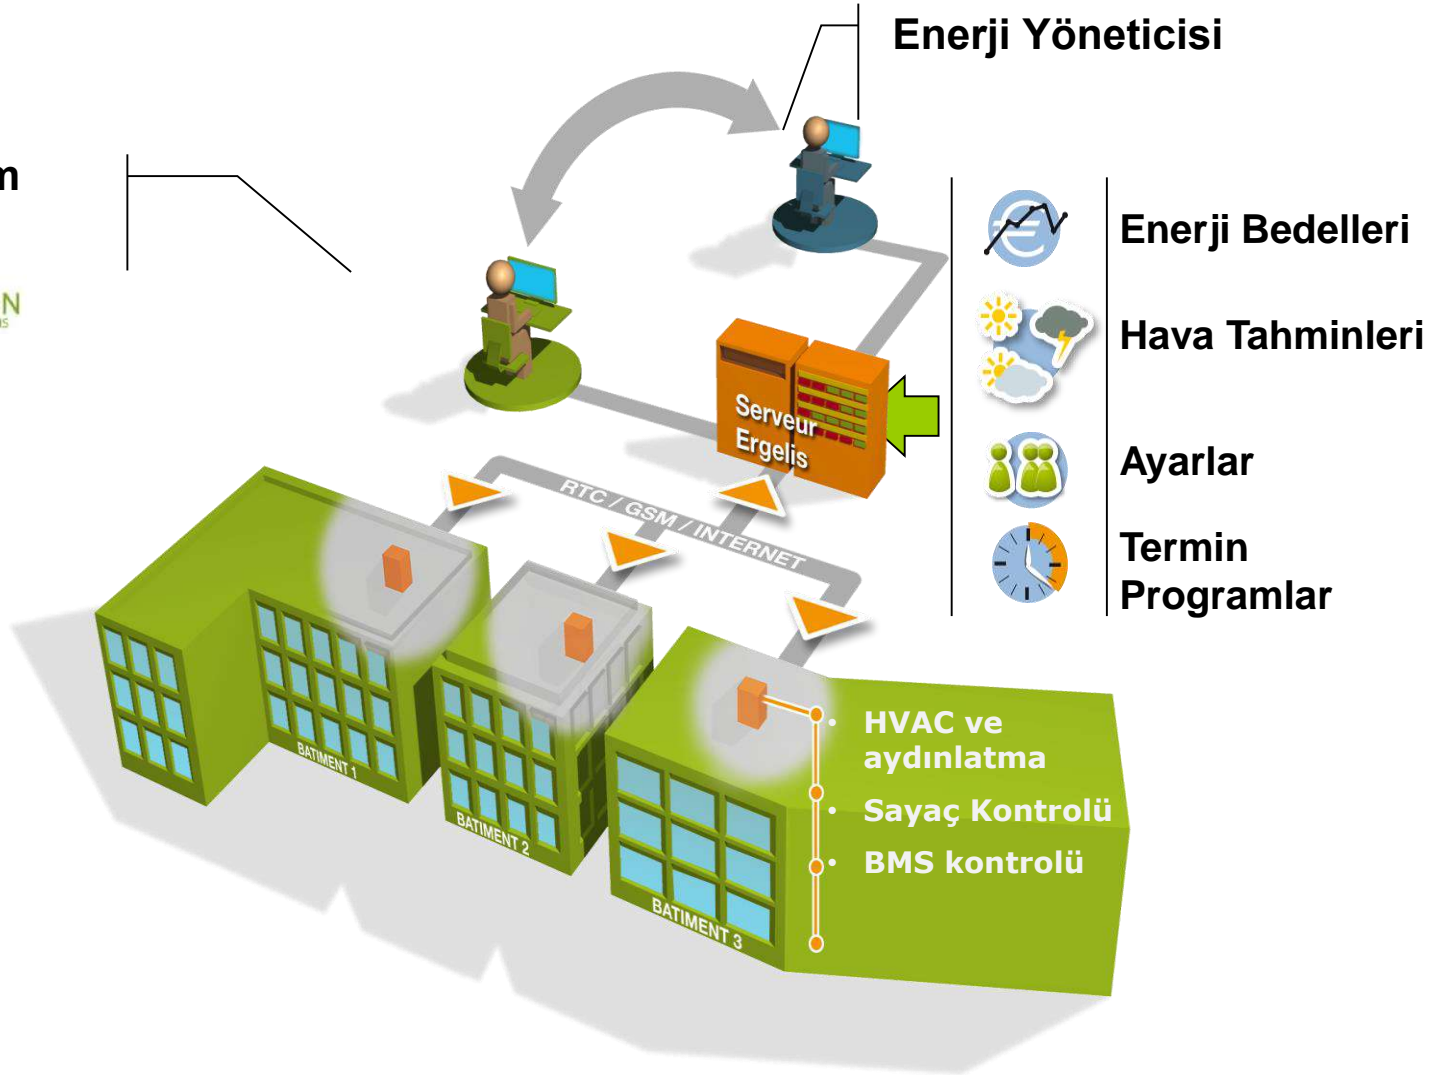 Enerji Yöneticisi
Enerji Bedelleri
Hava Tahminleri
Serveur
Ergelis
Ayarlar
RTC / GSM / INTERNET
Termin
Programlar
HVAC ve
aydınlatma
Sayaç Kontrolü
BMS kontrolü
BATIMENT 1
BATIMENT 2
BATIMENT 3